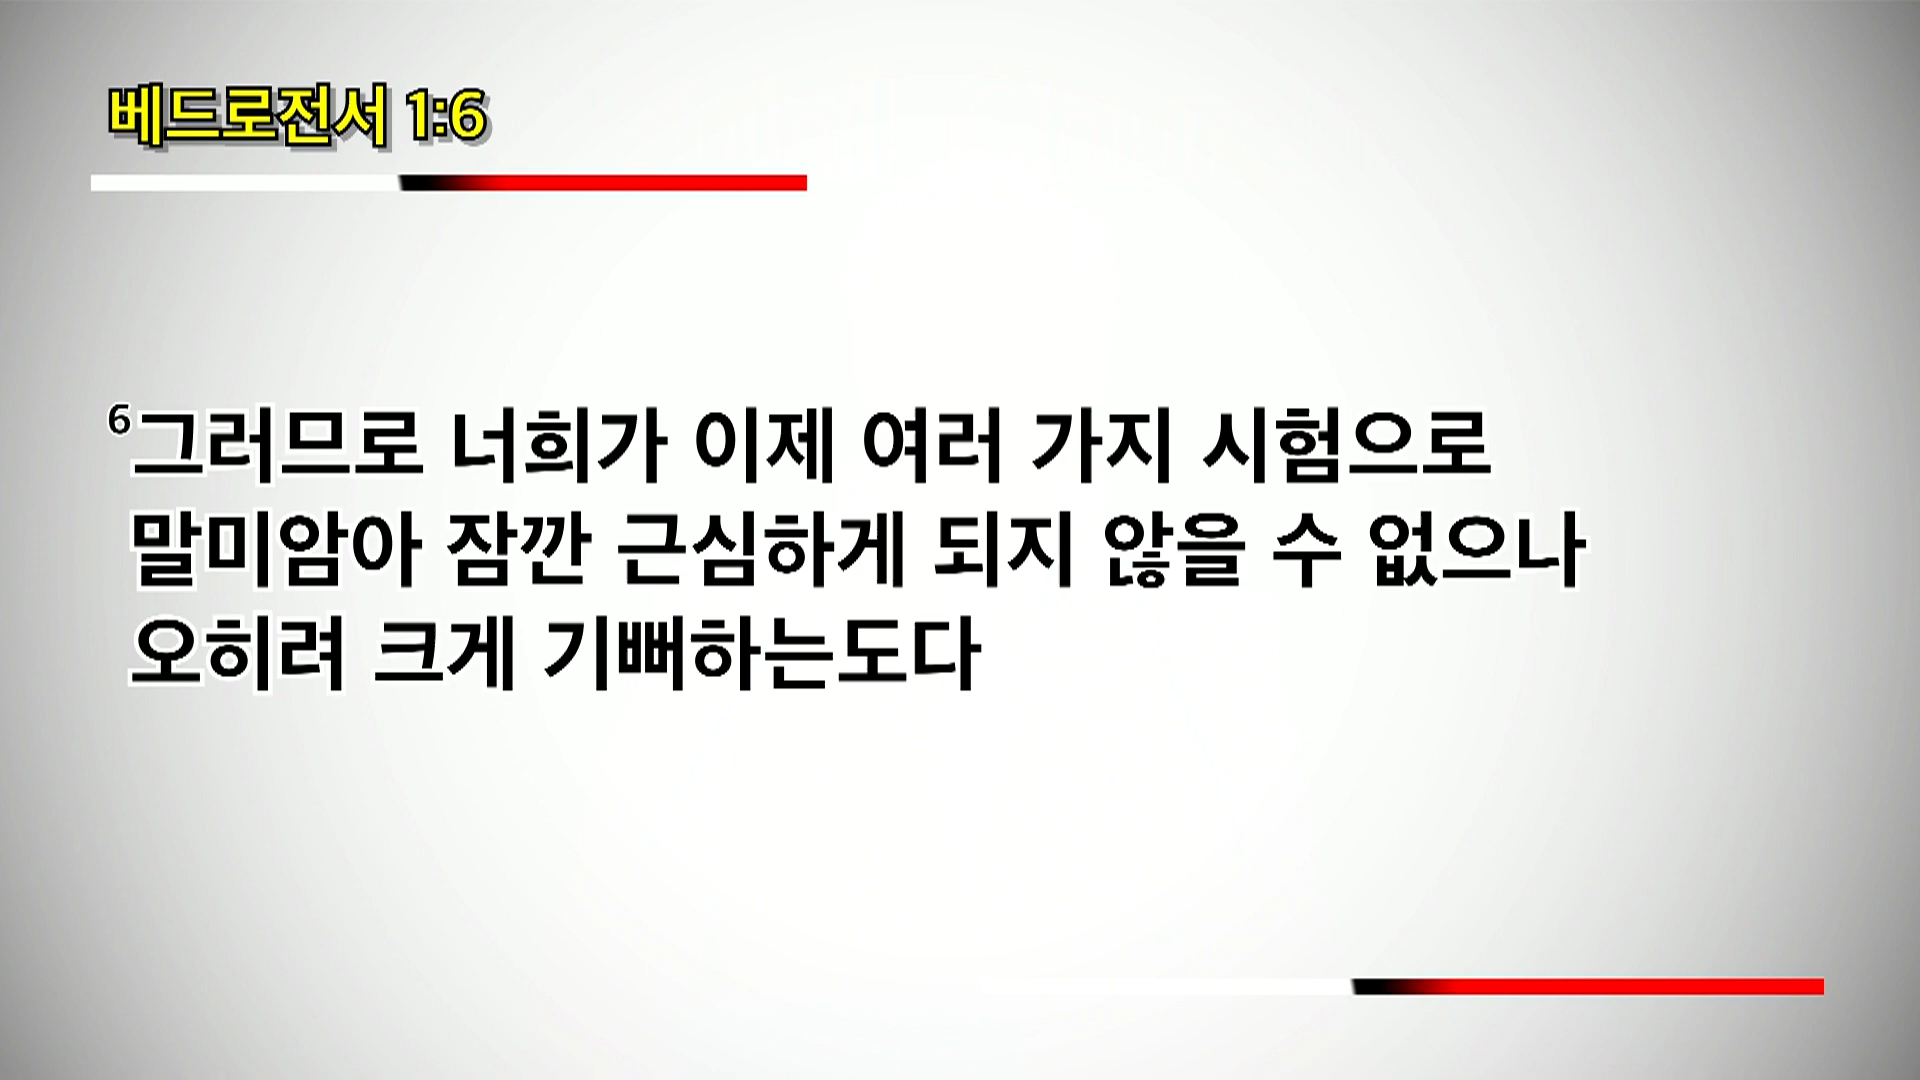 베드로전서 1:6
6그러므로 너희가 이제 여러 가지 시험으로
말미암아 잠깐 근심하게 되지 않을 수 없으나
오히려 크게 기뻐하는도다